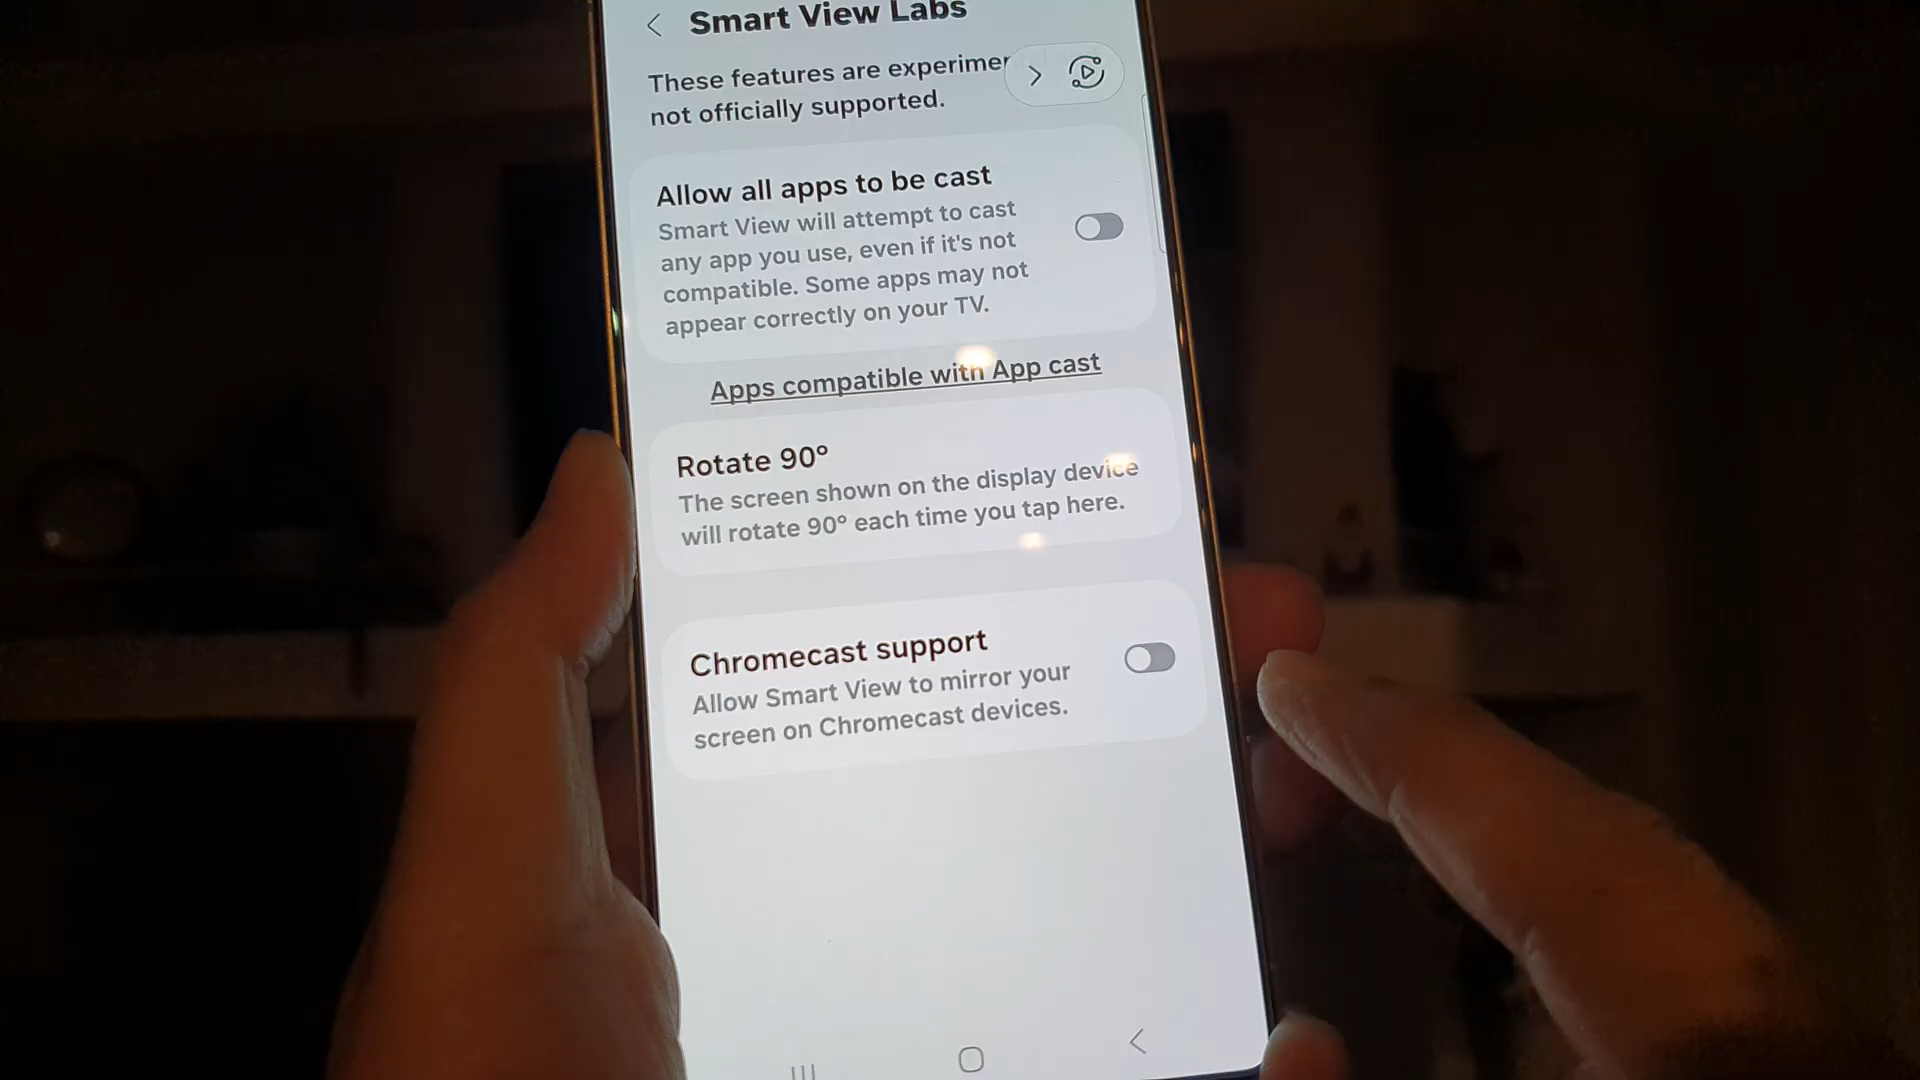 Smart View Labs
These features are experimen
not officially supported.
Allow all apps to be cast
Smart View will attempt to cast
any app you use, even if it's not
compatible. Some apps may not
appear correctly on your TV.
Apps compatible with App cast
Rotate 90°
The screen shown on the display device
will rotate 90° each time you tap here.
Chromecast support
Allow Smart View to mirror your
screen on Chromecast devices.